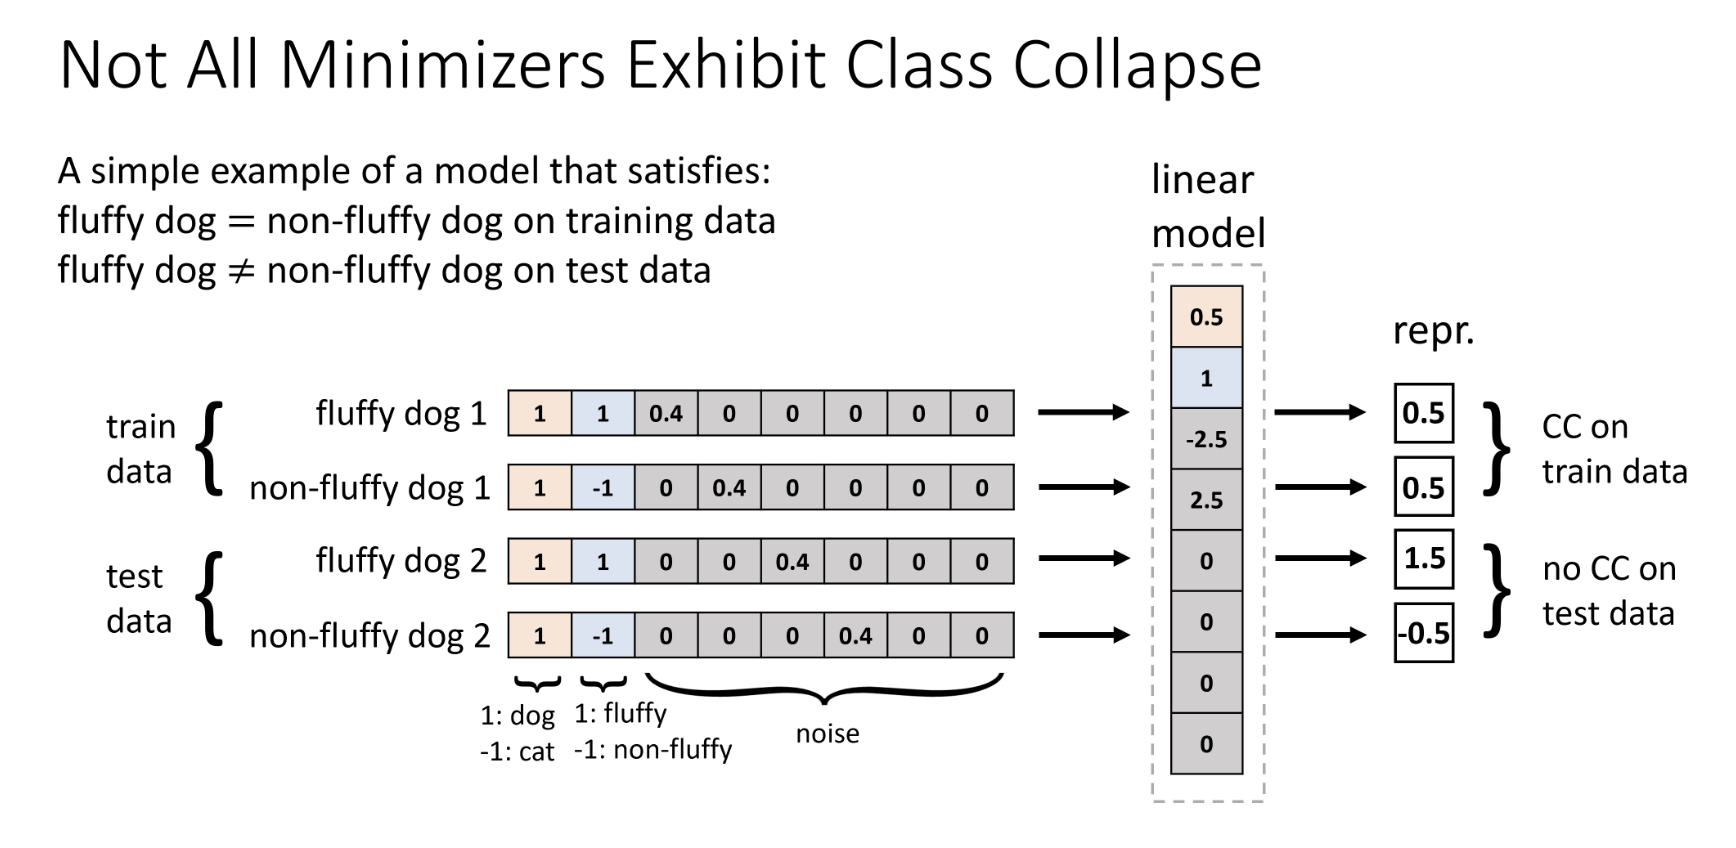 Not All Minimizers Exhibit Class Collapse
A simple example of a model that satisfies:
fluffy dog = non-fluffy dog on training data
fluffy dog ≠ non-fluffy dog on test data
linear
model
0.5
1
-2.5
2.5
0
0
0
0
repr.
train
data
{
fluffy dog 1 1 1 0.4 0 0 0 0 0
non-fluffy dog 1 1 -1 0 0.4 0 0 0 0
test
data
{
fluffy dog 2 1 1 0 0 0.4 0 0 0
non-fluffy dog 2 1 -1 0 0 0 0.4 0 0
0.5
0.5
}
CC on
train data
1.5
-0.5
}
no CC on
test data
1: dog
-1: cat
1: fluffy
-1: non-fluffy
noise